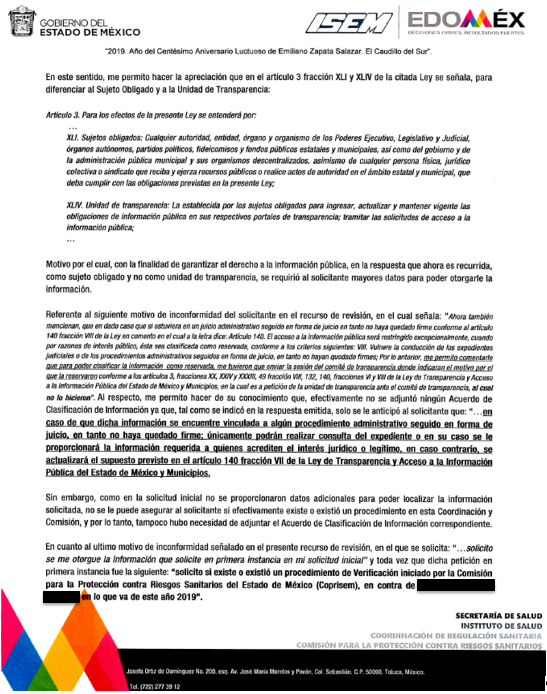 GOBIERNO DEL
ESTADO DE MÉXICO
ISEM
EDOMÉX
DECISIONES FIRMES, RESULTADOS FUERTES
"2019. Año del Centésimo Aniversario Luctuoso de Emiliano Zapata Salazar. El Caudillo del Sur".
En este sentido, me permito hacer la apreciación que en el artículo 3 fracción XLI y XLIV de la citada Ley se señala, para
diferenciar al Sujeto Obligado y a la Unidad de Transparencia:
Artículo 3. Para los efectos de la presente Ley se entenderá por:
...
XLI. Sujetos obligados: Cualquier autoridad, entidad, órgano y organismo de los Poderes Ejecutivo, Legislativo y Judicial,
órganos autónomos, partidos políticos, fideicomisos y fondos públicos estatales y municipales, así como del gobierno y de
la administración pública municipal y sus organismos descentralizados, asimismo de cualquier persona física, jurídico
colectiva o sindicato que reciba y ejerza recursos públicos o realice actos de autoridad en el ámbito estatal y municipal, que
deba cumplir con las obligaciones previstas en la presente Ley;
XLIV. Unidad de transparencia: La establecida por los sujetos obligados para ingresar, actualizar y mantener vigente las
obligaciones de información pública en sus respectivos portales de transparencia; tramitar las solicitudes de acceso a la
información pública;
...
Motivo por el cual, con la finalidad de garantizar el derecho a la información pública, en la respuesta que ahora es recurrida,
como sujeto obligado y no como unidad de transparencia, se requirió al solicitante mayores datos para poder otorgarle la
información.
Referente al siguiente motivo de inconformidad del solicitante en el recurso de revisión, en el cual señala: "Ahora también
mencionan, que en dado caso que si estuviera en un juicio administrativo seguido en forma de juicio en tanto no haya quedado firme conforme al artículo
140 fracción VIII de la Ley en comento en el cual a la letra dice: Artículo 140. El acceso a la información pública será restringido excepcionalmente, cuando
por razones de interés público, ésta sea clasificada como reservada, conforme a los criterios siguientes: VIII. Vulnere la conducción de los expedientes
judiciales o de los procedimientos administrativos seguidos en forma de juicio, en tanto no hayan quedado firmes; Por lo anterior, me permito comentarle
que para poder clasificar la información como reservada, me tuvieron que enviar la sesión del comité de transparencia donde indicaran el motivo por el
que la reservaron conforme a los artículos 3, fracciones XX, XXIV y XXXIII, 49 fracción VIII, 132, 140, fracciones VI y VIII de la Ley de Transparencia y Acceso
a la Información Pública del Estado de México y Municipios, en la cual es a petición de la unidad de transparencia ante el comité de transparencia, al cual
no lo hicieron". Al respecto, me permito hacer de su conocimiento que, efectivamente no se adjuntó ningún Acuerdo de
Clasificación de Información ya que, tal como se indicó en la respuesta emitida, solo se le anticipó al solicitante que: "...en
caso de que dicha información se encuentre vinculada a algún procedimiento administrativo seguido en forma de
juicio, en tanto no haya quedado firme; únicamente podrán realizar consulta del expediente o en su caso se le
proporcionará la información requerida a quienes acrediten el interés jurídico o legítimo, en caso contrario, se
actualizará el supuesto previsto en el artículo 140 fracción VII de la Ley de Transparencia y Acceso a la Información
Pública del Estado de México y Municipios.
Sin embargo, como en la solicitud inicial no se proporcionaron datos adicionales para poder localizar la información
solicitada, no se le puede asegurar al solicitante si efectivamente existe o existió un procedimiento en esta Coordinación y
Comisión, y por lo tanto, tampoco hubo necesidad de adjuntar el Acuerdo de Clasificación de Información correspondiente.
En cuanto al ultimo motivo de inconformidad señalado en el presente recurso de revisión, en el que se solicita: "...solicito
se me otorgue la información que solicite en primera instancia en mi solicitud inicial" y toda vez que dicha petición en
primera instancia fue la siguiente: "solicito si existe o existió un procedimiento de Verificación iniciado por la Comisión
para la Protección contra Riesgos Sanitarios del Estado de México (Coprisem), en contra de
en lo que va de este año 2019".
SECRETARÍA DE SALUD
INSTITUTO DE SALUD
COORDINACIÓN DE REGULACIÓN SANITARIA
COMISIÓN PARA LA PROTECCIÓN CONTRA RIESGOS SANITARIOS
Josefa Ortiz de Domínguez No. 200, esq. Av. José María Morelos y Pavón, Col. Sebastián, C.P. 50090, Toluca, México.
Tel. (722) 277 39 12